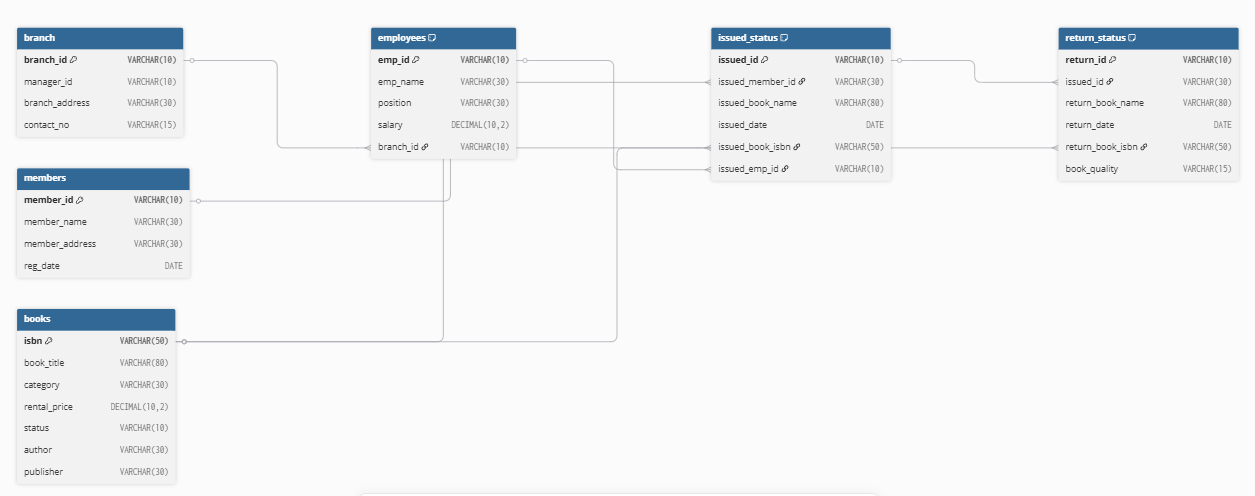 branch
branch_id VARCHAR(10)
manager_id VARCHAR(10)
branch_address VARCHAR(30)
contact_no VARCHAR(15)
members
member_id VARCHAR(10)
member_name VARCHAR(30)
member_address VARCHAR(30)
reg_date DATE
books
isbn VARCHAR(50)
book_title VARCHAR(80)
category VARCHAR(30)
rental_price DECIMAL(10,2)
status VARCHAR(10)
author VARCHAR(30)
publisher VARCHAR(30)
employees
emp_id VARCHAR(10)
emp_name VARCHAR(30)
position VARCHAR(30)
salary DECIMAL(10,2)
branch_id VARCHAR(10)
issued_status
issued_id VARCHAR(10)
issued_member_id VARCHAR(30)
issued_book_name VARCHAR(80)
issued_date DATE
issued_book_isbn VARCHAR(50)
issued_emp_id VARCHAR(10)
return_status
return_id VARCHAR(10)
issued_id VARCHAR(30)
return_book_name VARCHAR(80)
return_date DATE
return_book_isbn VARCHAR(50)
book_quality VARCHAR(15)